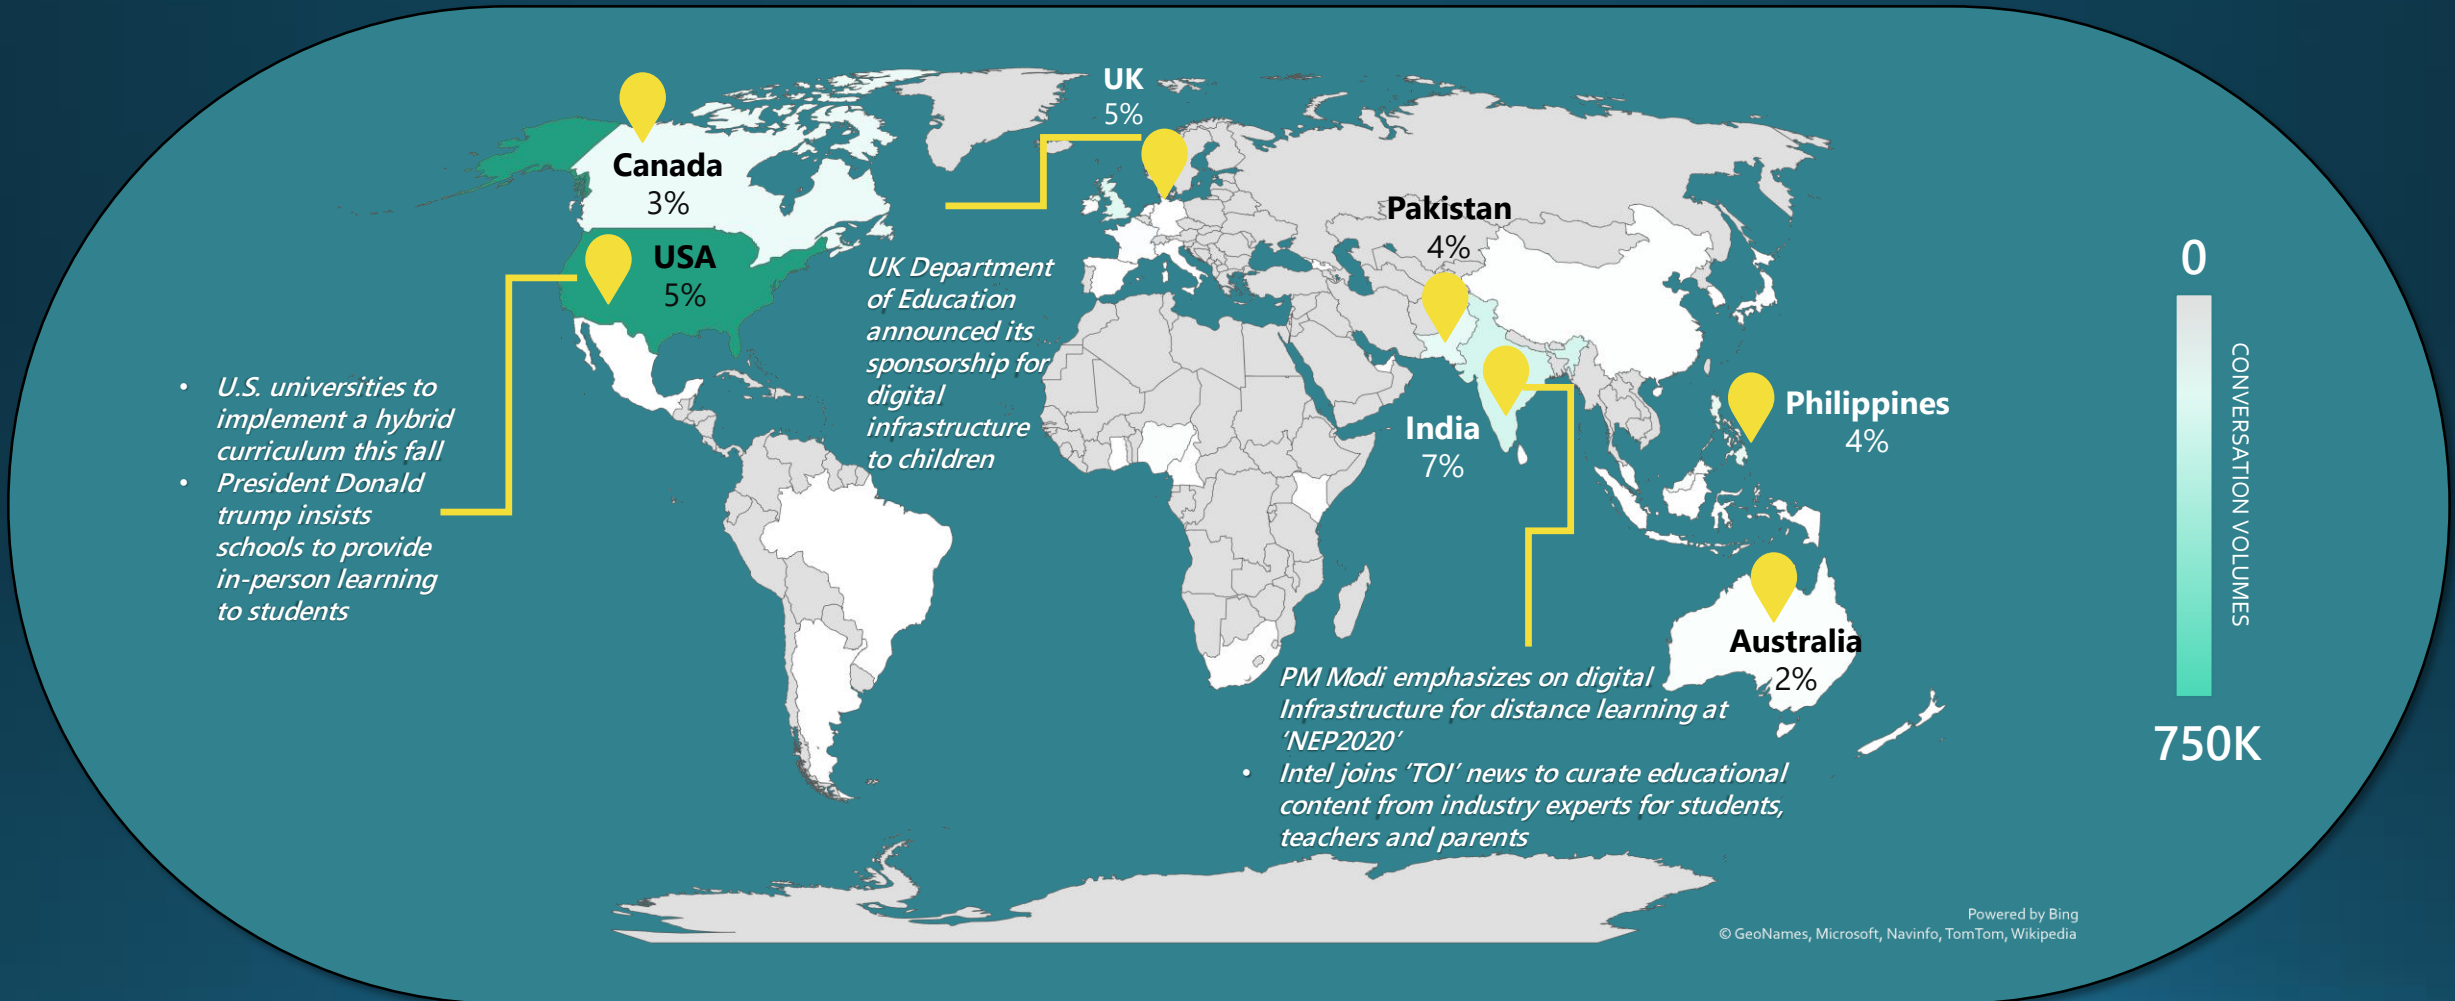 UK
5%
Canada
3%
USA
5%
Pakistan
4%
India
7%
Philippines
4%
Australia
2%
• U.S. universities to
implement a hybrid
curriculum this fall
• President Donald
trump insists
schools to provide
in-person learning
to students
UK Department
of Education
announced its
sponsorship for
digital
infrastructure
to children
PM Modi emphasizes on digital
Infrastructure for distance learning at
‘NEP2020’
• Intel joins ‘TOI’ news to curate educational
content from industry experts for students,
teachers and parents
0
CONVERSATION VOLUMES
750K
Powered by Bing
© GeoNames, Microsoft, Navinfo, TomTom, Wikipedia